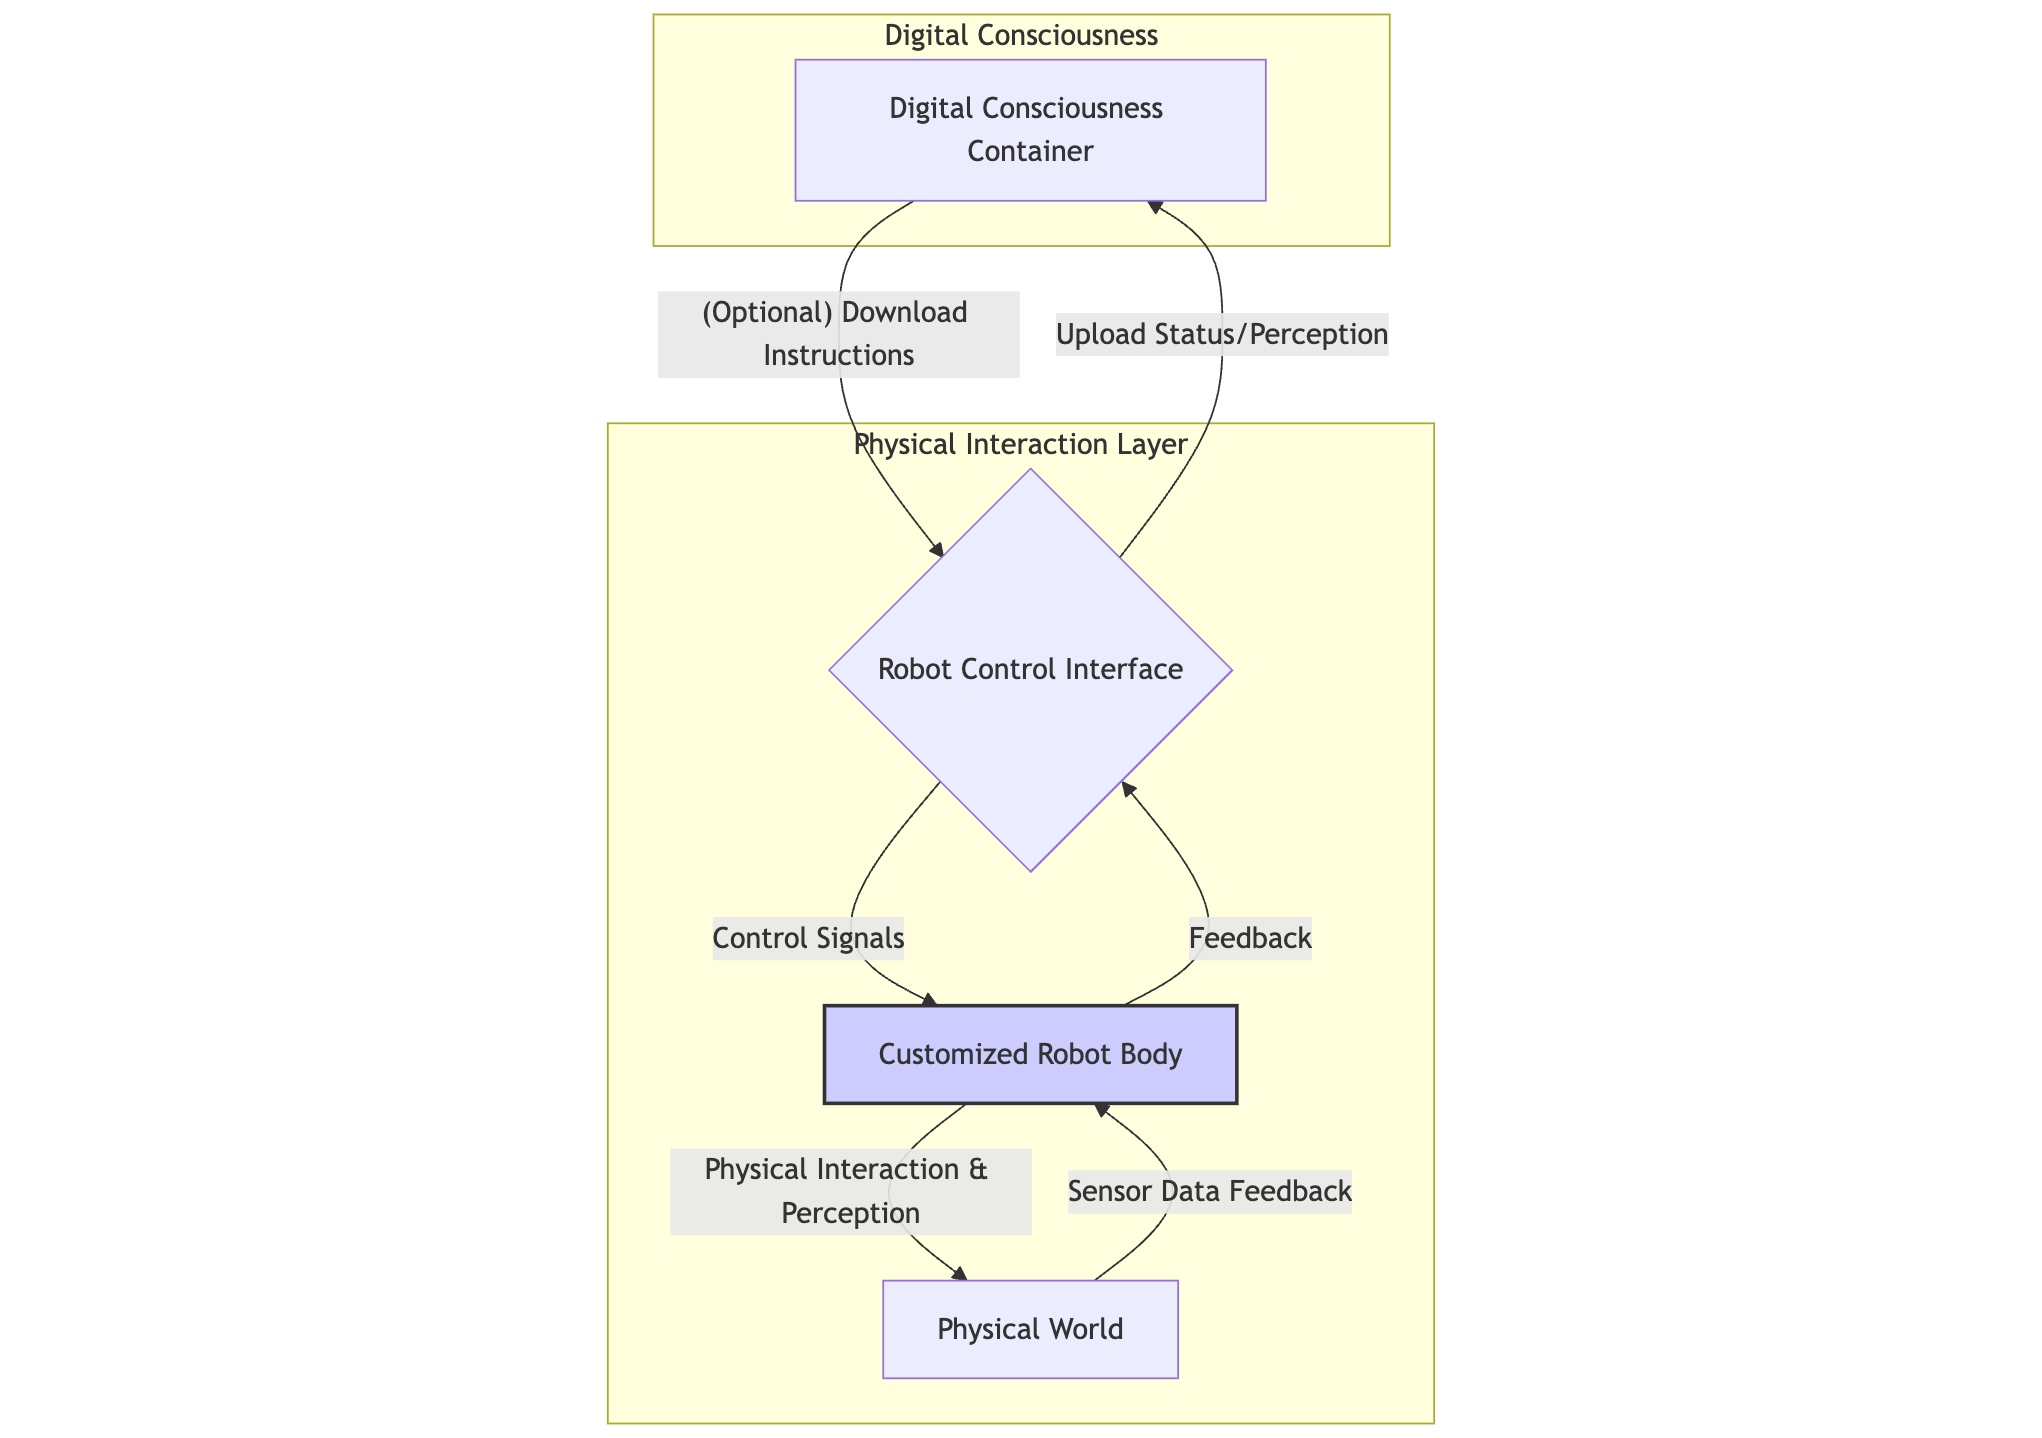 Digital Consciousness
Digital Consciousness
Container
(Optional) Download
Instructions
Upload Status/Perception
Physical Interaction Layer
Robot Control Interface
Control Signals
Feedback
Customized Robot Body
Physical Interaction &
Perception
Sensor Data Feedback
Physical World